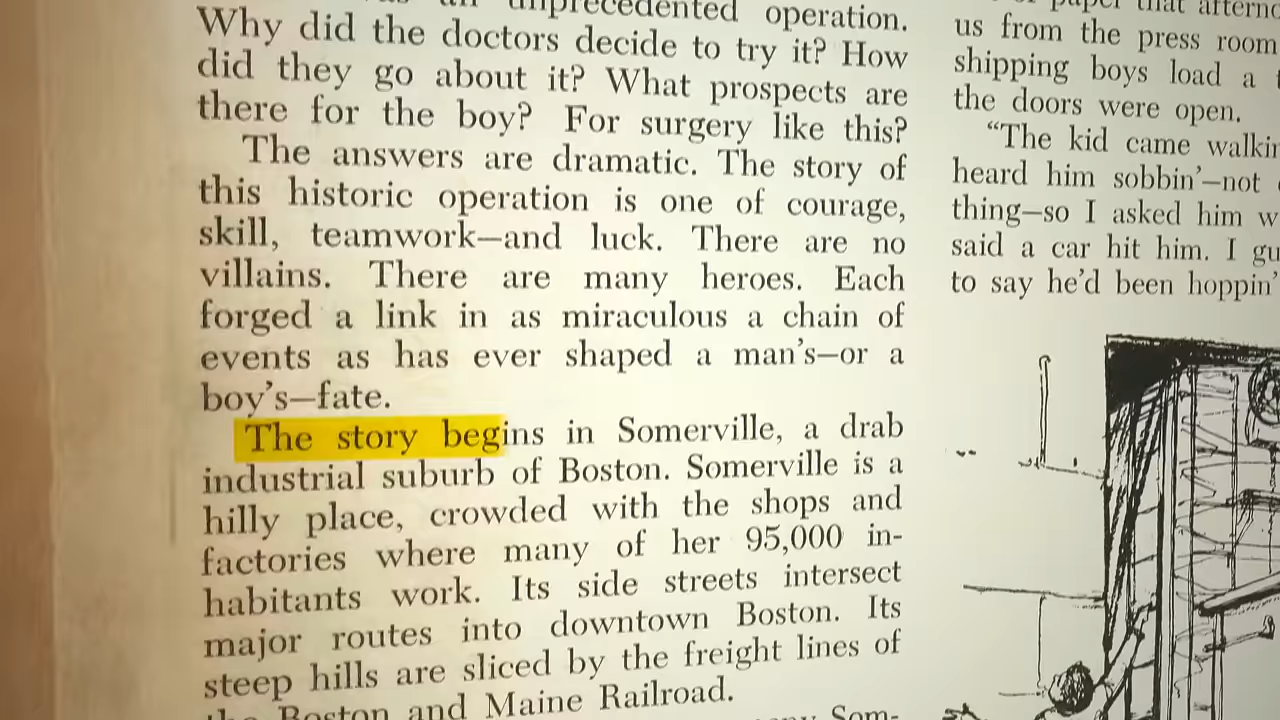 unprecedented operation.
Why did the doctors decide to try it? How
did they go about it? What prospects are
there for the boy? For surgery like this?
The answers are dramatic. The story of
this historic operation is one of courage,
skill, teamwork—and luck. There are no
villains. There are many heroes. Each
forged a link in as miraculous a chain of
events as has ever shaped a man's—or a
boy's—fate.
The story begins in Somerville, a drab
industrial suburb of Boston. Somerville is a
hilly place, crowded with the shops and
factories where many of her 95,000 in-
habitants work. Its side streets intersect
major routes into downtown Boston. Its
steep hills are sliced by the freight lines of
the Boston and Maine Railroad.
Som-
paper that
us from the press room
shipping boys load a
the doors were open.
“The kid came
heard him sobbin'—not
thing—so I asked him
said a car hit him. I
to say he'd been hoppin'